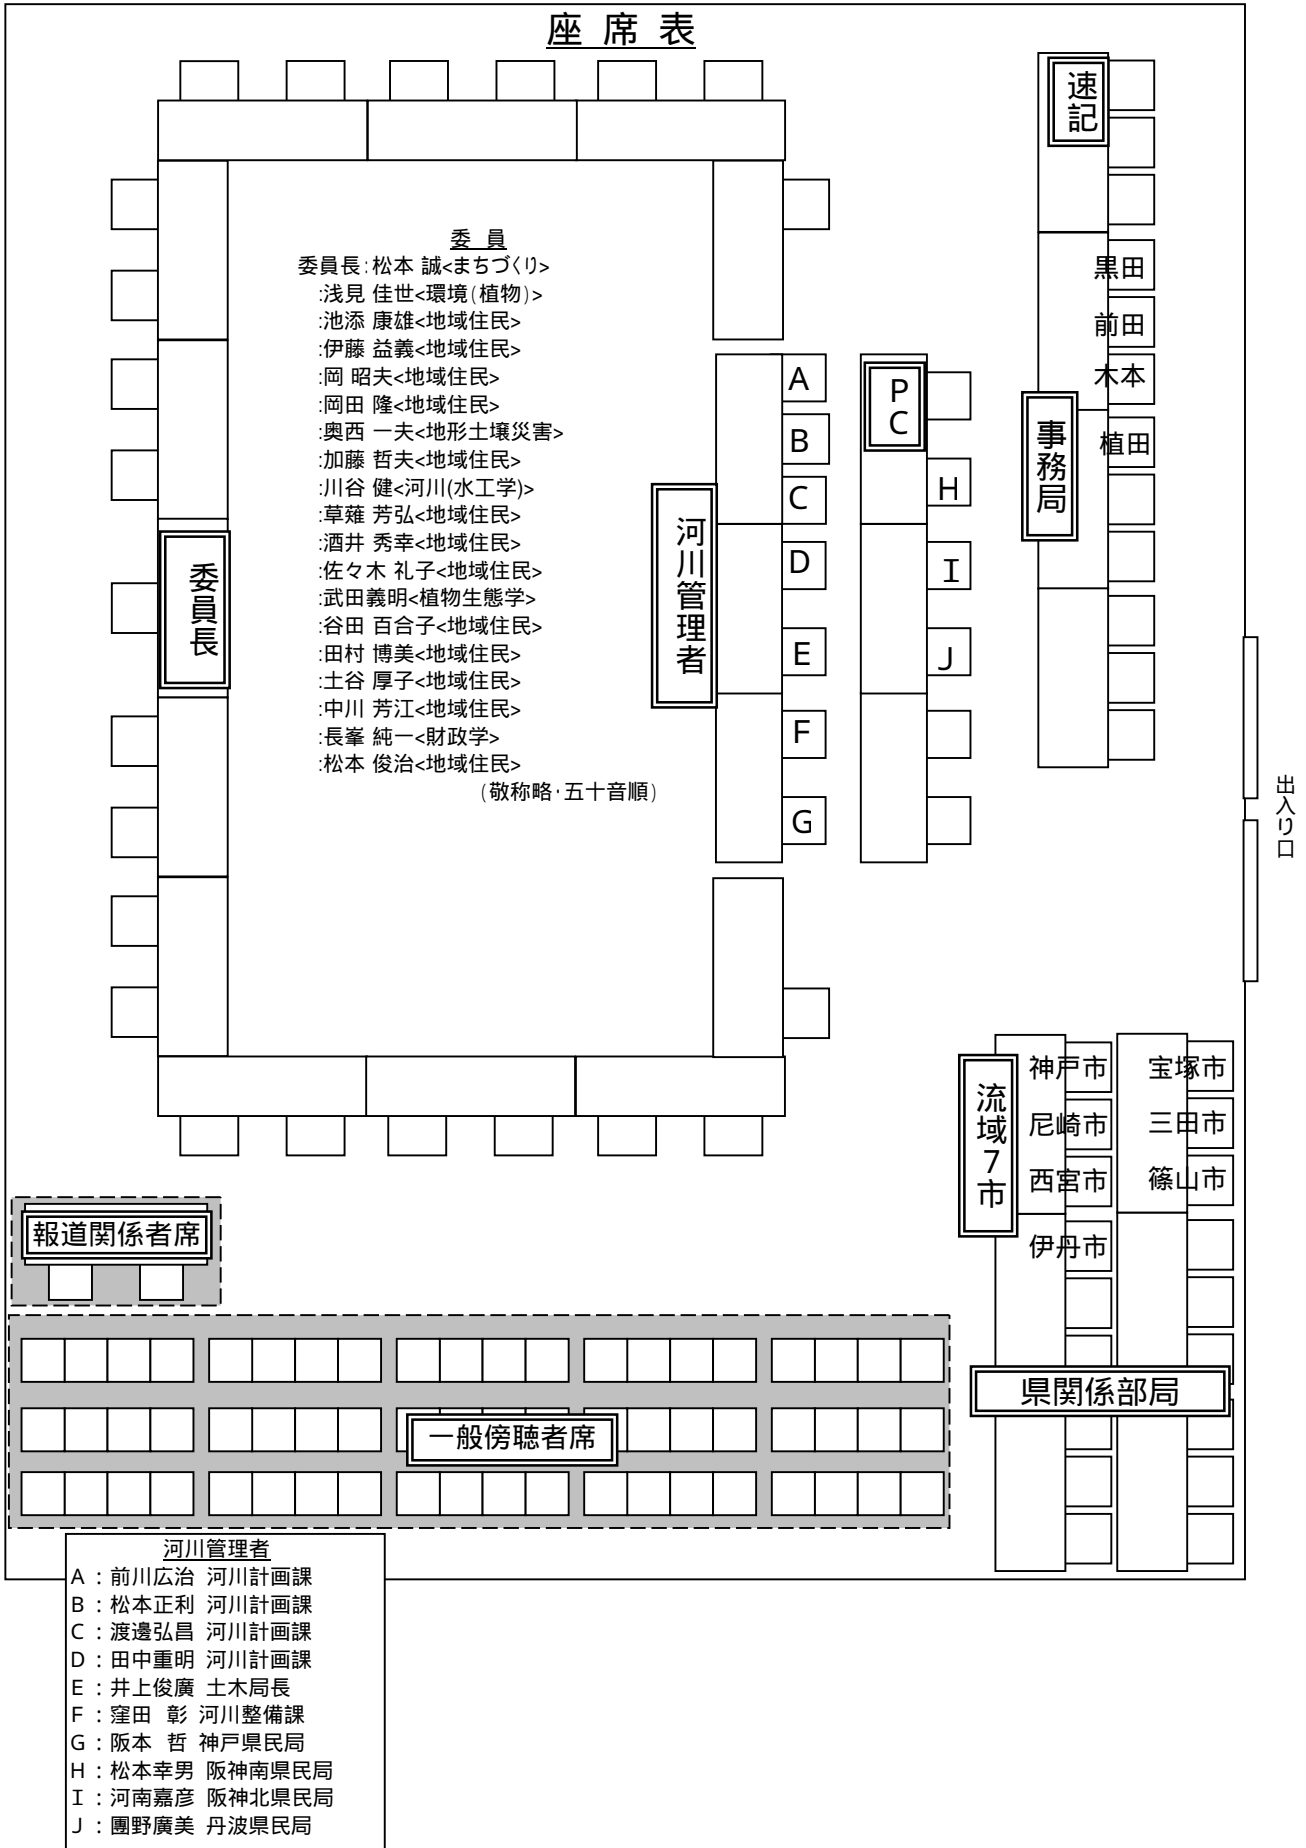 座 席 表
速記
委 員
委員長:松本 誠<まちづくり>
:浅見 佳世<環境(植物)>
:池添 康雄<地域住民>
:伊藤 益義<地域住民>
:岡 昭夫<地域住民>
:岡田 隆<地域住民>
:奥西 一夫<地形土壌災害>
:加藤 哲夫<地域住民>
:川谷 健<河川(水工学)>
:草薙 芳弘<地域住民>
:酒井 秀幸<地域住民>
:佐々木 礼子<地域住民>
:武田義明<植物生態学>
:谷田 百合子<地域住民>
:田村 博美<地域住民>
:土谷 厚子<地域住民>
:中川 芳江<地域住民>
:長峯 純一<財政学>
:松本 俊治<地域住民>
(敬称略・五十音順)
委員長
河川管理者
A
B
C
D
E
F
G
PC
H
I
J
黒田
前田
木本
植田
事務局
出入り口
流域7市
神戸市
尼崎市
西宮市
伊丹市
宝塚市
三田市
篠山市
県関係部局
報道関係者席
一般傍聴者席
河川管理者
A:前川広治 河川計画課
B:松本正利 河川計画課
C:渡邊弘昌 河川計画課
D:田中重明 河川計画課
E:井上俊廣 土木局長
F:窪田 彰 河川整備課
G:阪本 哲 神戸県民局
H:松本幸男 阪神南県民局
I:河南嘉彦 阪神北県民局
J:團野廣美 丹波県民局